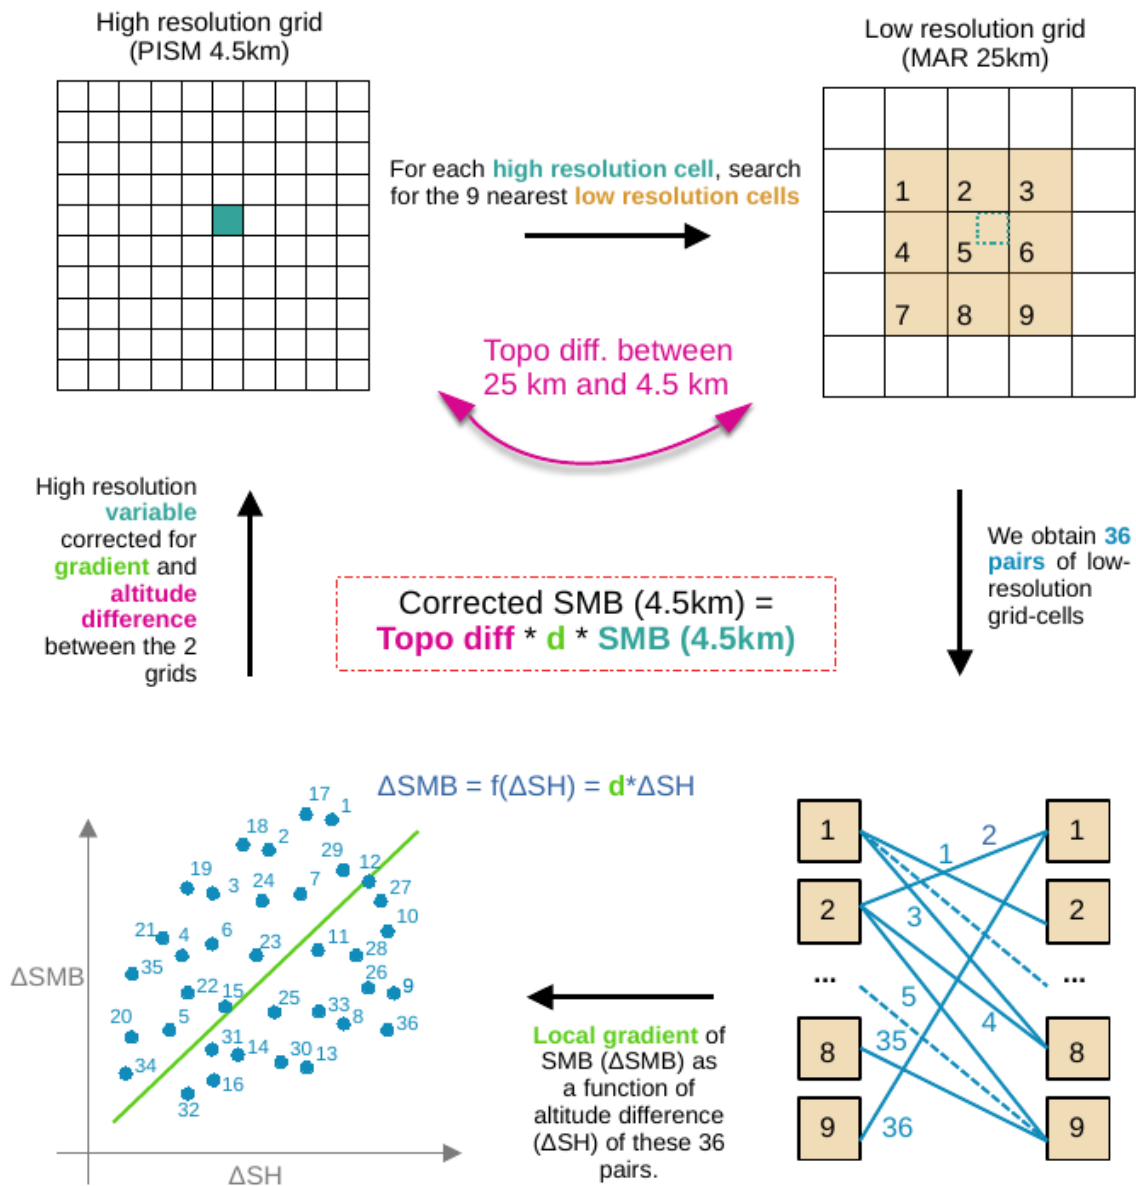 High resolution grid
(PISM 4.5km)
Low resolution grid
(MAR 25km)
For each high resolution cell, search
for the 9 nearest low resolution cells
1 2 3
4 5 6
7 8 9
Topo diff. between
25 km and 4.5 km
High resolution
variable
corrected for
gradient and
altitude
difference
between the 2
grids
Corrected SMB (4.5km) =
Topo diff * d * SMB (4.5km)
We obtain 36
pairs of low-
resolution
grid-cells
ΔSMB = f(ΔSH) = d*ΔSH
17 1
18 2
29 12
19 3 24 7 27
10
21 4 6 23 11 28
35 26 9
22 15 25 33 8 36
20 5
31 14 30 13
34 16
32
ΔSMB
ΔSH
Local gradient of
SMB (ΔSMB) as
a function of
altitude difference
(ΔSH) of these 36
pairs.
1 2 1
1
2 3 2
... 5 4 ...
8 35 8
9 36 9